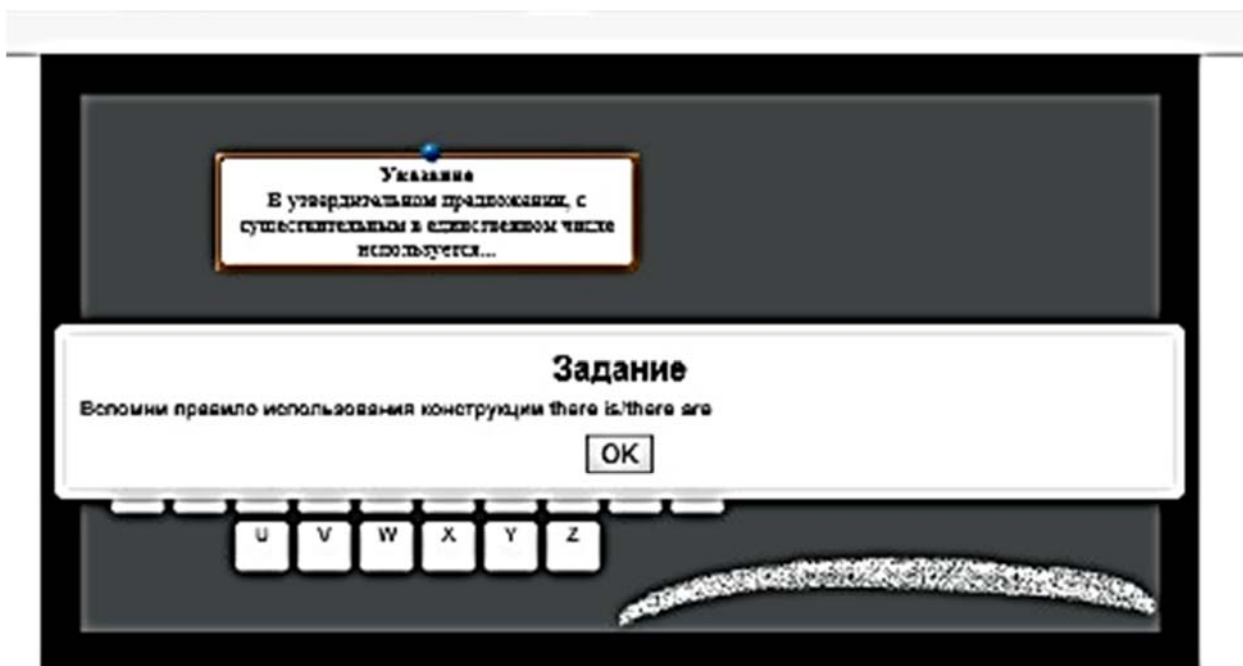 Указание
В утвердительном предложении, с
существительным в единственном числе
используется...
Задание
Вспомни правило использования конструкции there is/there are
OK
U V W X Y Z